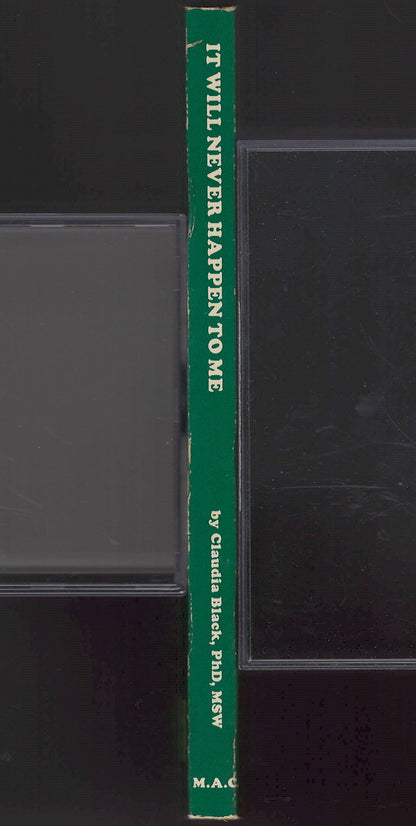 IT WILL NEVER HAPPEN TO ME
by Claudia Black, PhD, MSW
M.A.C